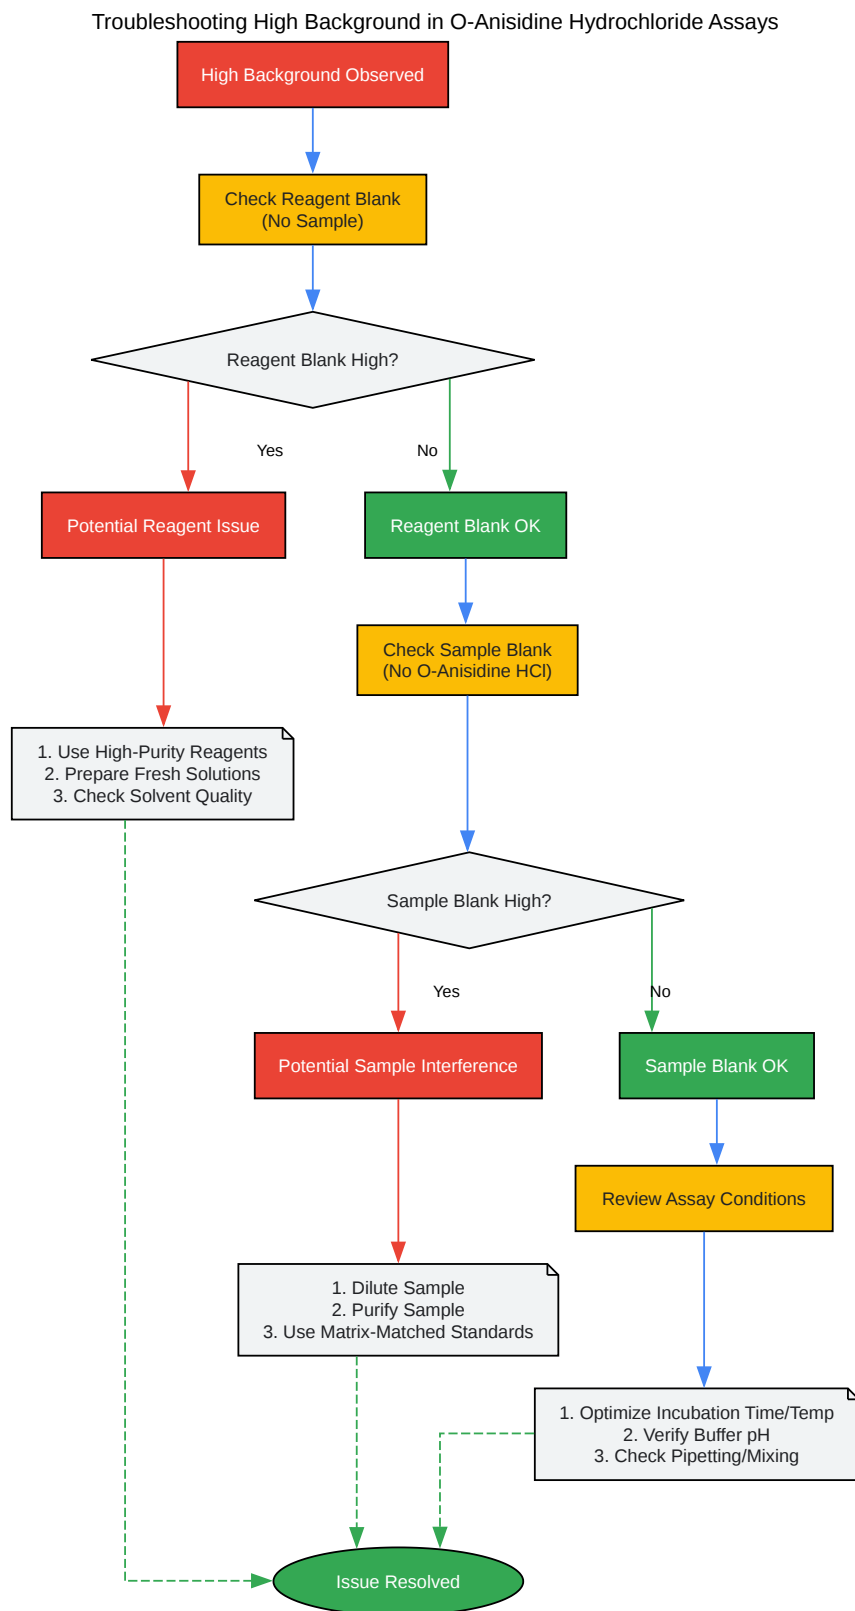 Troubleshooting High Background in O-Anisidine Hydrochloride Assays
High Background Observed
Check Reagent Blank
(No Sample)
Reagent Blank High?
Yes
No
Potential Reagent Issue
Reagent Blank OK
Check Sample Blank
(No O-Anisidine HCl)
1. Use High-Purity Reagents
2. Prepare Fresh Solutions
3. Check Solvent Quality
Sample Blank High?
Yes
No
Potential Sample Interference
Sample Blank OK
Review Assay Conditions
1. Dilute Sample
2. Purify Sample
3. Use Matrix-Matched Standards
1. Optimize Incubation Time/Temp
2. Verify Buffer pH
3. Check Pipetting/Mixing
Issue Resolved